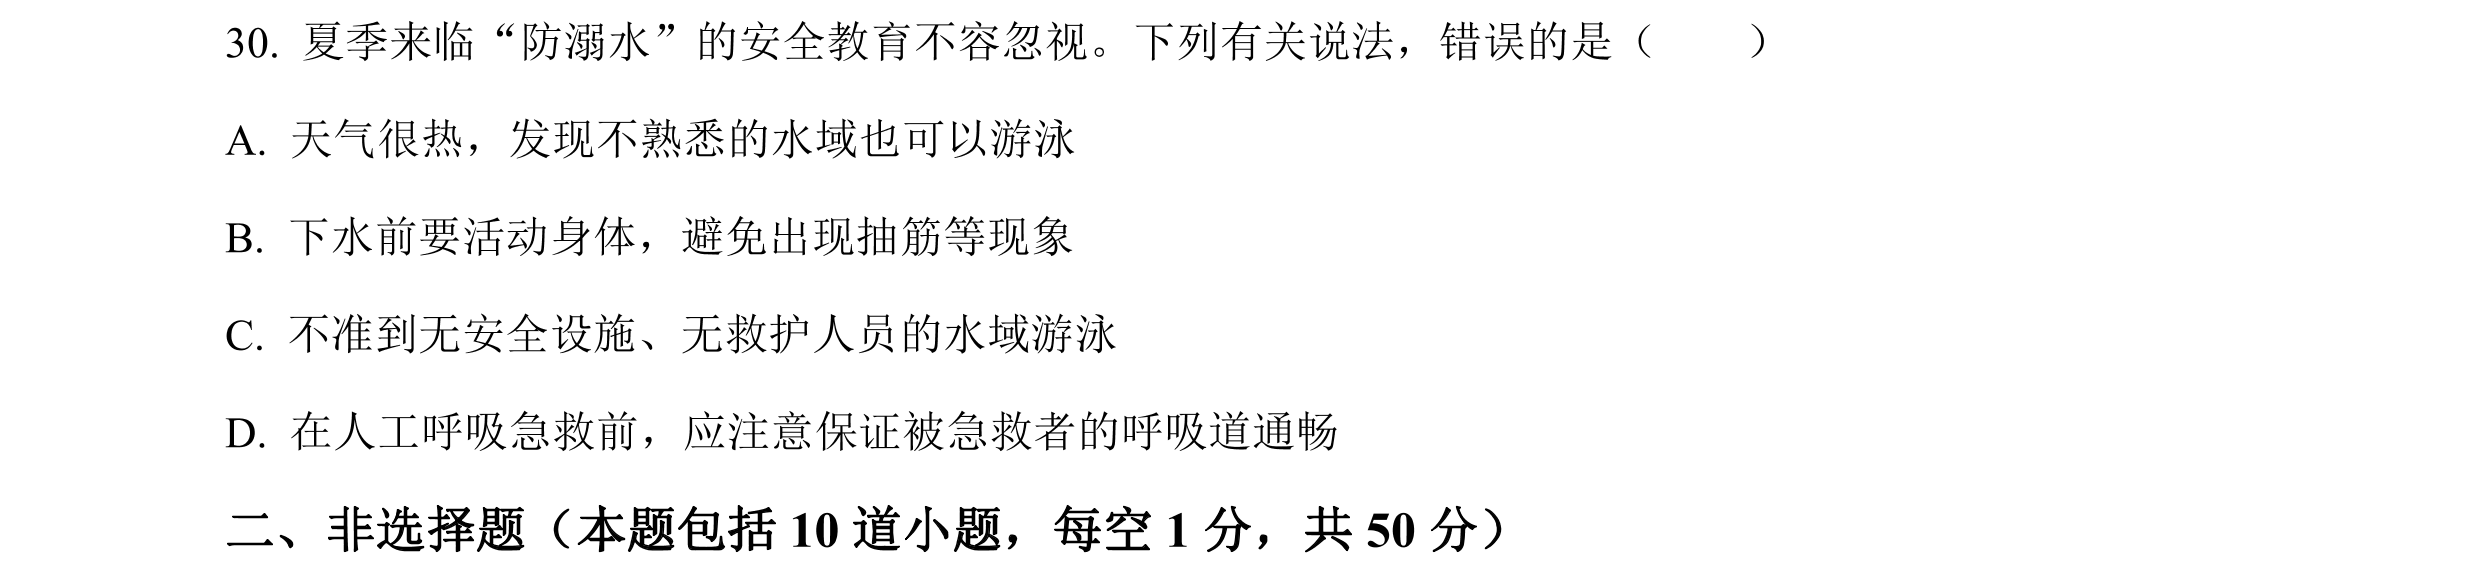 30. 夏季来临“防溺水”的安全教育不容忽视。下列有关说法，错误的是（　　）
A. 天气很热，发现不熟悉的水域也可以游泳
B. 下水前要活动身体，避免出现抽筋等现象
C. 不准到无安全设施、无救护人员的水域游泳
D. 在人工呼吸急救前，应注意保证被急救者的呼吸道通畅
二、非选择题（本题包括 10 道小题，每空 1 分，共 50 分）